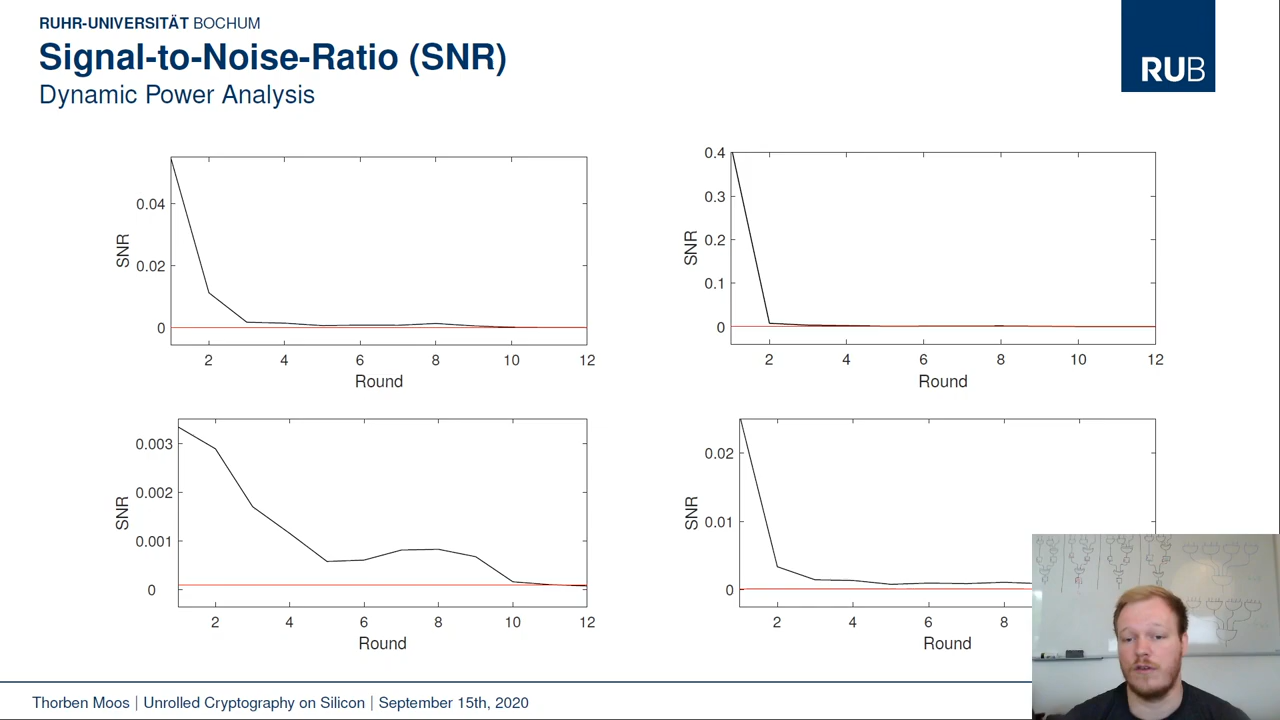 RUHR-UNIVERSITÄT BOCHUM
Signal-to-Noise-Ratio (SNR)
Dynamic Power Analysis
RUB
0.04
0.02
0
SNR
2 4 6 8 10 12
Round
0.4
0.3
0.2
0.1
0
SNR
2 4 6 8 10 12
Round
0.003
0.002
0.001
0
SNR
2 4 6 8 10 12
Round
0.02
0.01
0
SNR
2 4 6 8
Round
Thorben Moos | Unrolled Cryptography on Silicon | September 15th, 2020